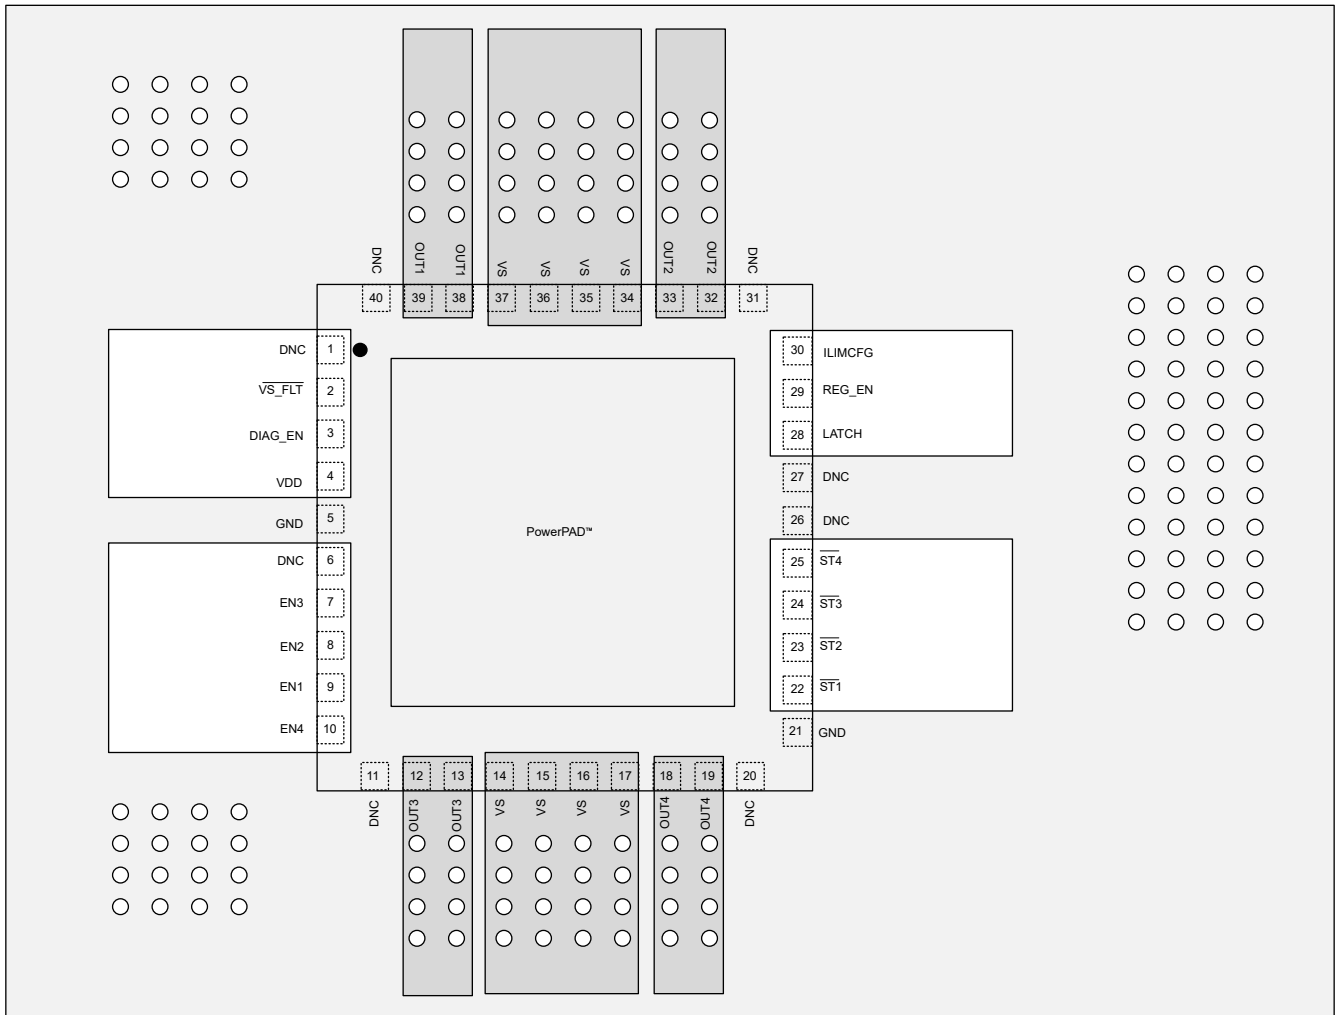 DNC OUT1 OUT1 VS VS VS VS OUT2 OUT2 DNC
40 39 38 37 36 35 34 33 32 31
DNC 1
VS_FLT 2
DIAG_EN 3
VDD 4
GND 5
DNC 6
EN3 7
EN2 8
EN1 9
EN4 10
PowerPAD™
30 ILIMCFG
29 REG_EN
28 LATCH
27 DNC
26 DNC
25 ST4
24 ST3
23 ST2
22 ST1
21 GND
11 12 13 14 15 16 17 18 19 20
DNC OUT3 OUT3 VS VS VS VS OUT4 OUT4 DNC